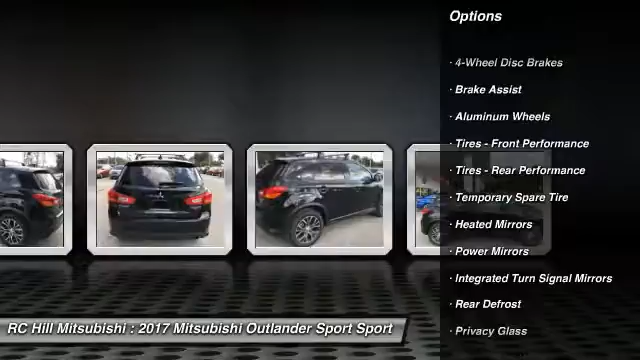 Options
· 4-Wheel Disc Brakes
· Brake Assist
· Aluminum Wheels
· Tires - Front Performance
· Tires - Rear Performance
· Temporary Spare Tire
· Heated Mirrors
· Power Mirrors
· Integrated Turn Signal Mirrors
· Rear Defrost
· Privacy Glass
RC Hill Mitsubishi : 2017 Mitsubishi Outlander Sport Sport